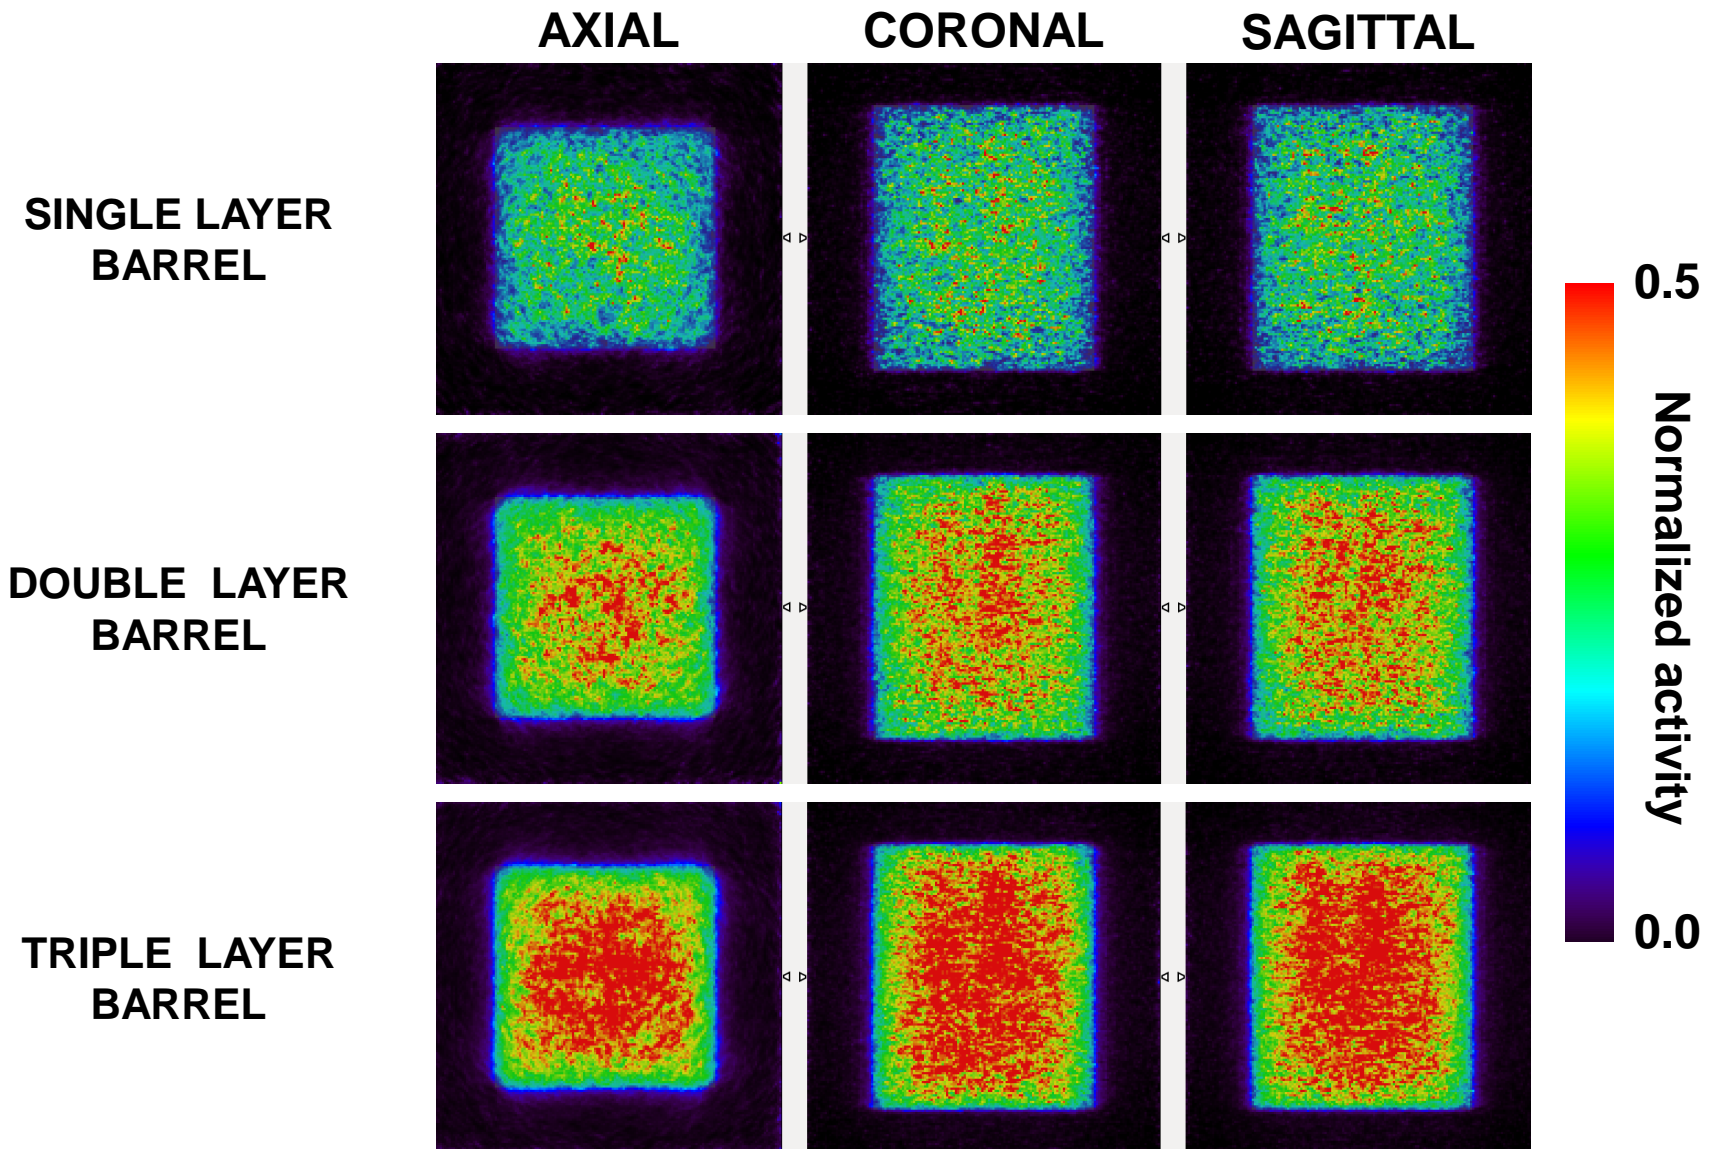 AXIAL CORONAL SAGITTAL
SINGLE LAYER
BARREL
DOUBLE LAYER
BARREL
TRIPLE LAYER
BARREL
0.5
Normalized activity
0.0